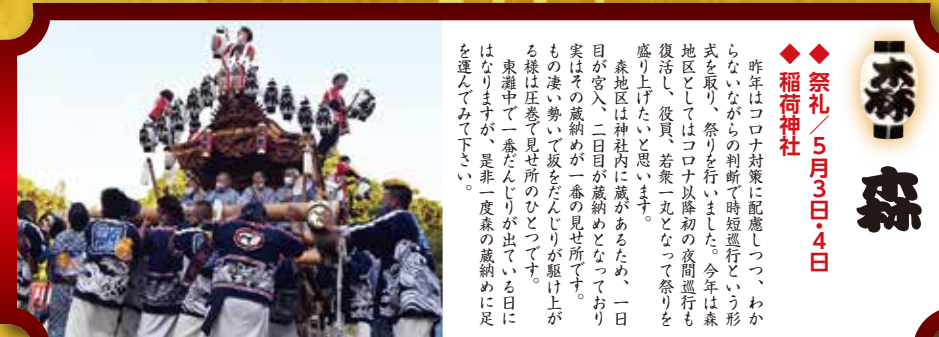 森
森
◆ 祭礼／5月3日・4日
◆ 稲荷神社
昨年はコロナ対策に配慮しつつ、わか
らないながらの判断で時短巡行という形
式を取り、祭りを行いました。今年は森
地区としてはコロナ以降初の夜間巡行も
復活し、役員、若衆一丸となって祭りを
盛り上げたいと思います。
森地区は神社内に蔵があるため、一日
目が宮入、二日目が蔵納めとなっており
実はその蔵納めが一番の見せ所です。
もの凄い勢いで坂をだんじりが駆け上が
る様は圧巻で見せ所のひとつです。
東灘中で一番だんじりが出ている日に
はなりますが、是非一度森の蔵納めに足
を運んでみて下さい。